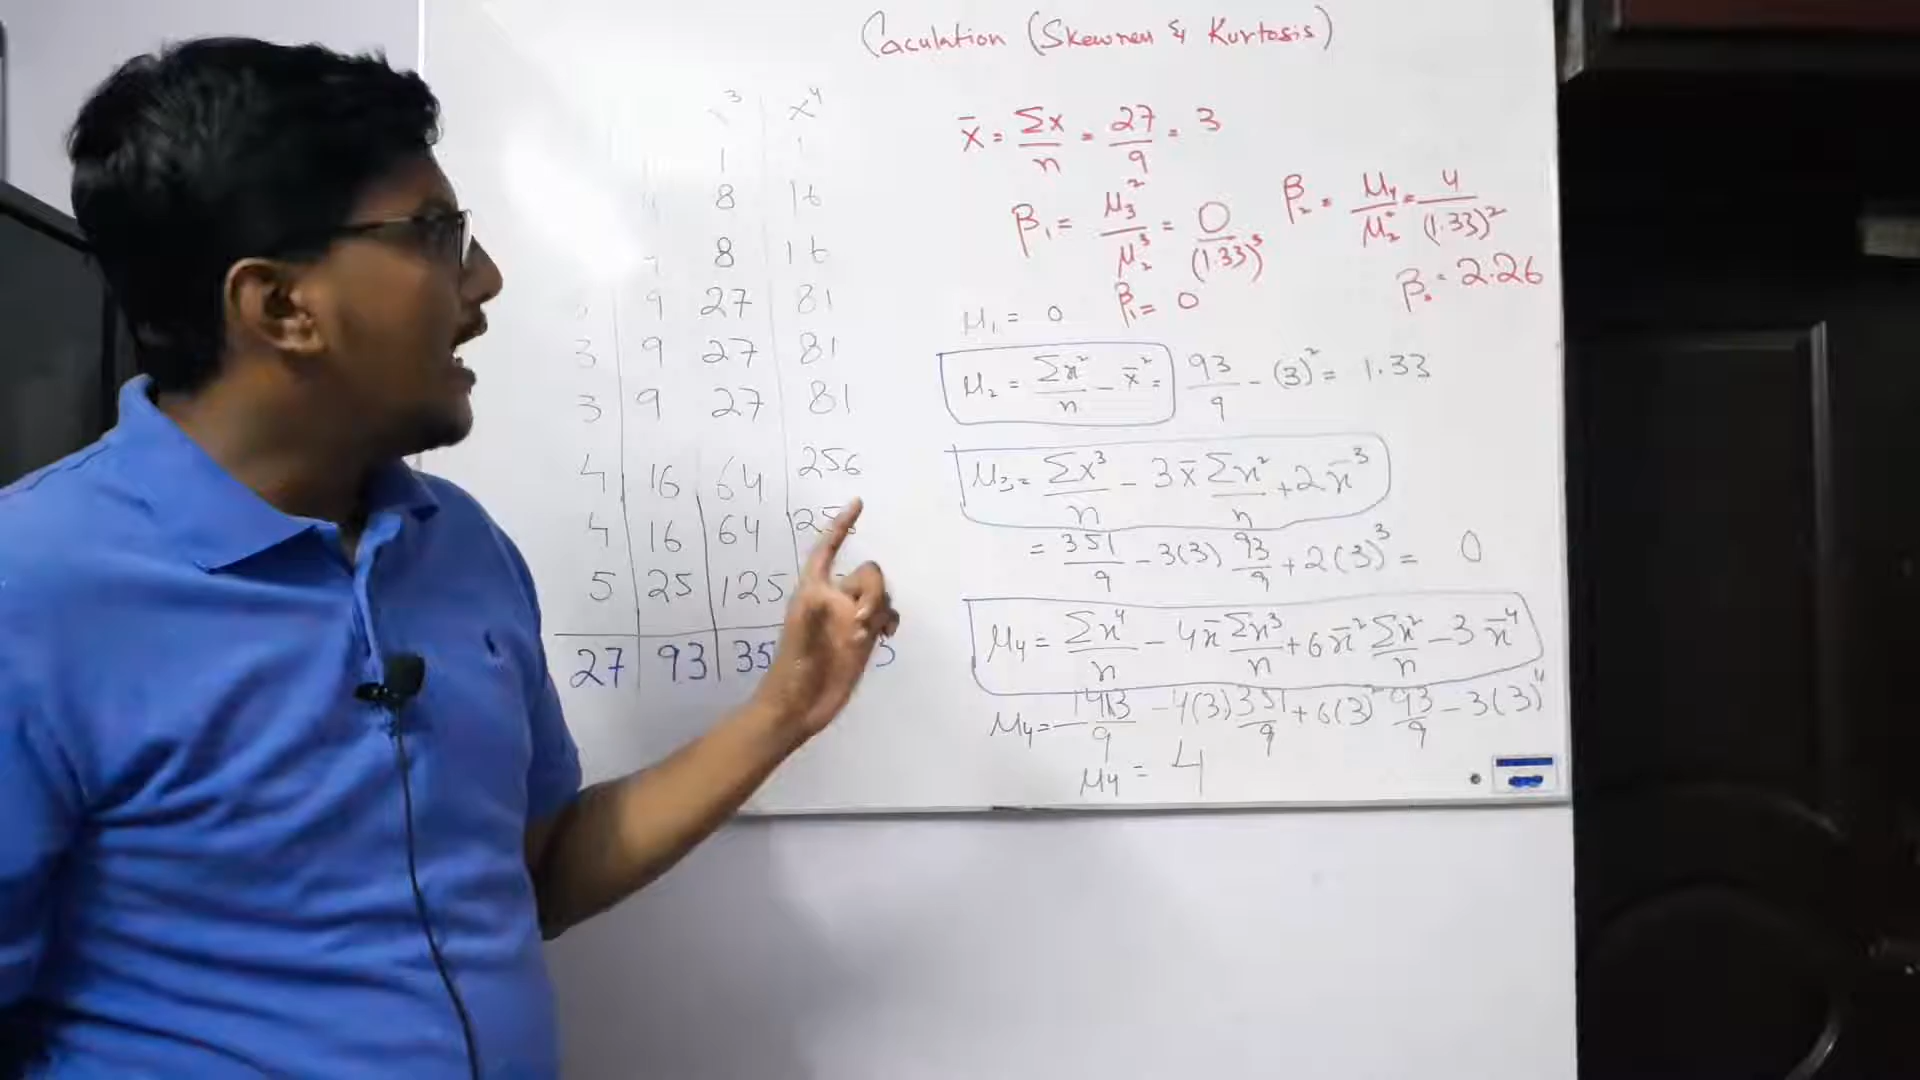 Caculation (Skewnen & Kurtosis)
x³ x⁴
1 1
8 16
8 16
9 27 81
3 9 27 81
3 9 27 81
4 16 64 256
4 16 64
5 25 125
27 93 35
x̄ = Σx/n = 27/9 = 3
β₁ = μ₃²/μ₂³ = 0/(1.33)³
β₁ = 0
β₂ = μ₄/μ₂² = 4/(1.33)²
β₂ = 2.26
μ₁ = 0
μ₂ = Σx²/n - x̄² = 93/9 - (3)² = 1.33
μ₃ = Σx³/n - 3x̄ Σx²/n + 2x̄³
= 351/9 - 3(3) 93/9 + 2(3)³ = 0
μ₄ = Σx⁴/n - 4x̄ Σx³/n + 6x̄² Σx²/n - 3x̄⁴
μ₄ = 1413/9 - 4(3) 351/9 + 6(3)² 93/9 - 3(3)⁴
μ₄ = 4